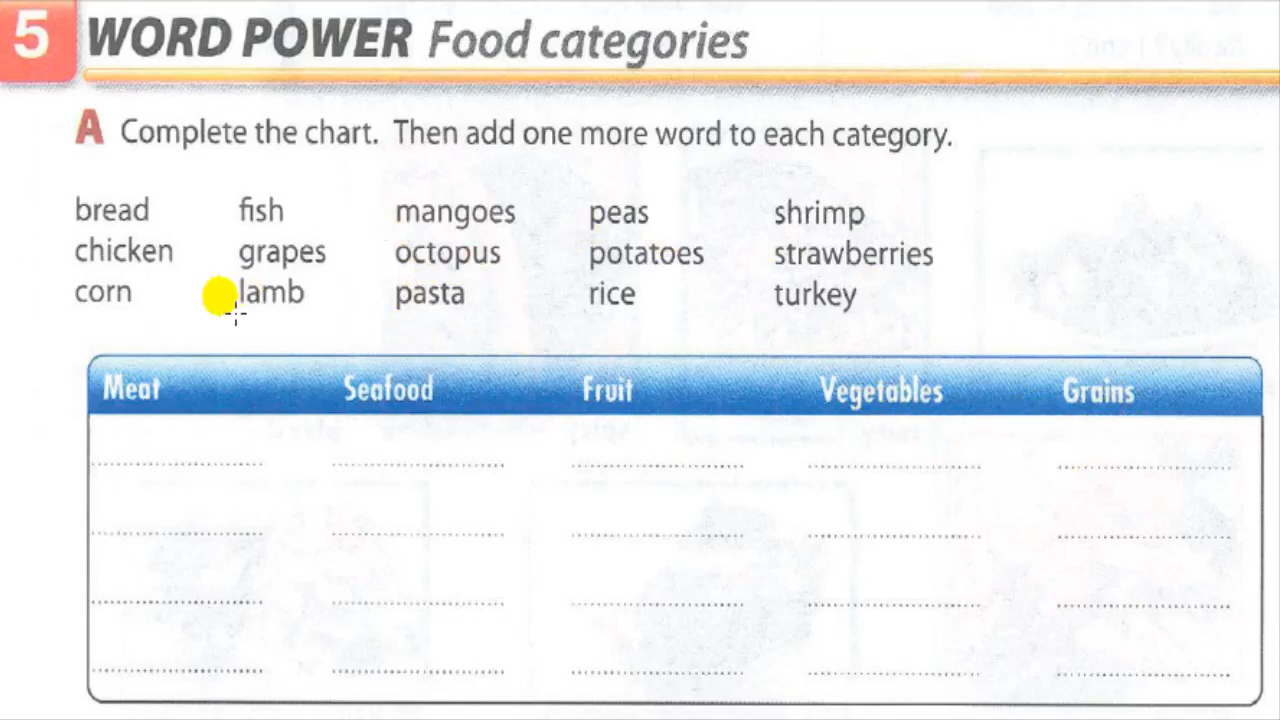 5 WORD POWER Food categories
A Complete the chart. Then add one more word to each category.
bread fish mangoes peas shrimp
chicken grapes octopus potatoes strawberries
corn lamb pasta rice turkey
Meat Seafood Fruit Vegetables Grains